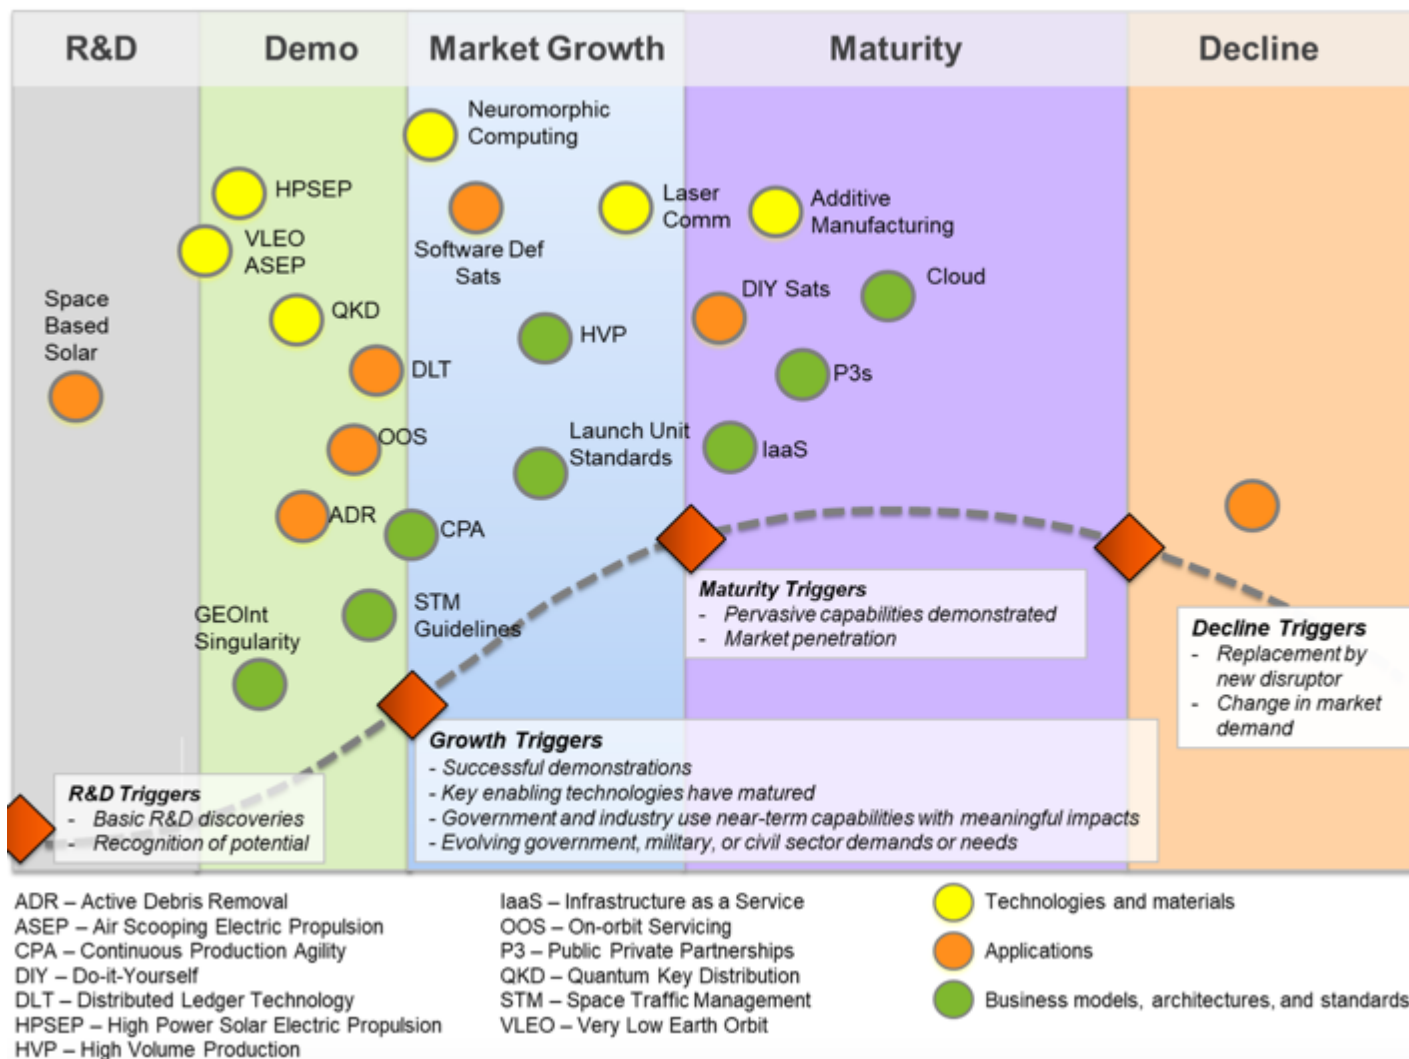 R&D
Demo
Market Growth
Maturity
Decline
Neuromorphic
Computing
HPSEP
VLEO
ASEP
Space
Based
Solar
QKD
DLT
OOS
ADR
GEOInt
Singularity
Software Def
Sats
Laser
Comm
HVP
Launch Unit
Standards
CPA
STM
Guidelines
Additive
Manufacturing
DIY Sats
Cloud
P3s
IaaS
R&D Triggers
- Basic R&D discoveries
- Recognition of potential
Growth Triggers
- Successful demonstrations
- Key enabling technologies have matured
- Government and industry use near-term capabilities with meaningful impacts
- Evolving government, military, or civil sector demands or needs
Maturity Triggers
- Pervasive capabilities demonstrated
- Market penetration
Decline Triggers
- Replacement by
new disruptor
- Change in market
demand
ADR – Active Debris Removal
ASEP – Air Scooping Electric Propulsion
CPA – Continuous Production Agility
DIY – Do-it-Yourself
DLT – Distributed Ledger Technology
HPSEP – High Power Solar Electric Propulsion
HVP – High Volume Production
IaaS – Infrastructure as a Service
OOS – On-orbit Servicing
P3 – Public Private Partnerships
QKD – Quantum Key Distribution
STM – Space Traffic Management
VLEO – Very Low Earth Orbit
Technologies and materials
Applications
Business models, architectures, and standards